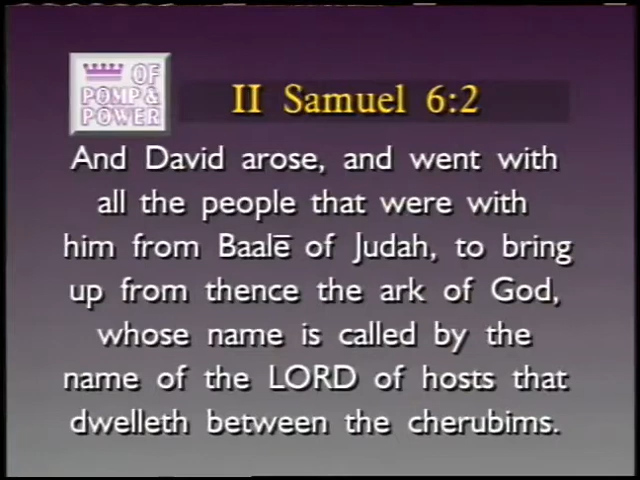 OF
POMP &
POWER
II Samuel 6:2
And David arose, and went with
all the people that were with
him from Baalē of Judah, to bring
up from thence the ark of God,
whose name is called by the
name of the LORD of hosts that
dwelleth between the cherubims.